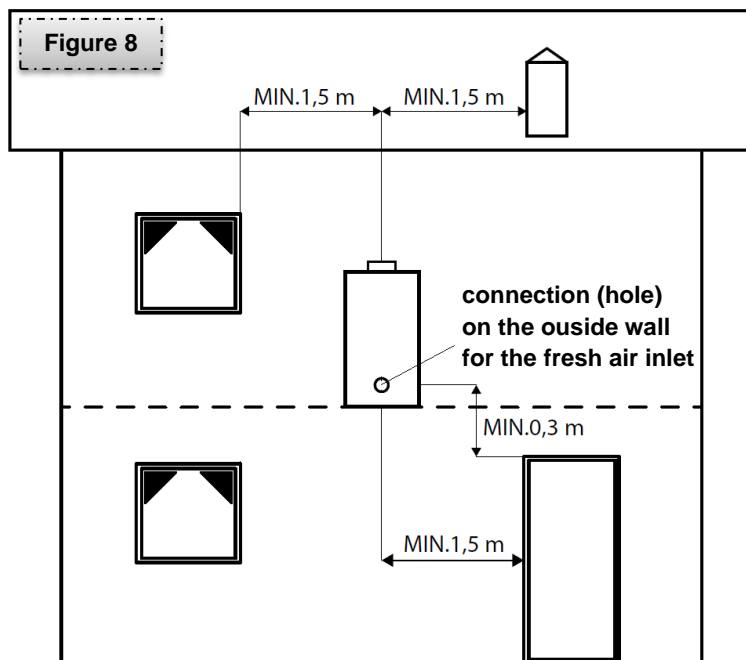 Figure 8
MIN.1,5 m
MIN.1,5 m
connection (hole)
on the ouside wall
for the fresh air inlet
MIN.0,3 m
MIN.1,5 m